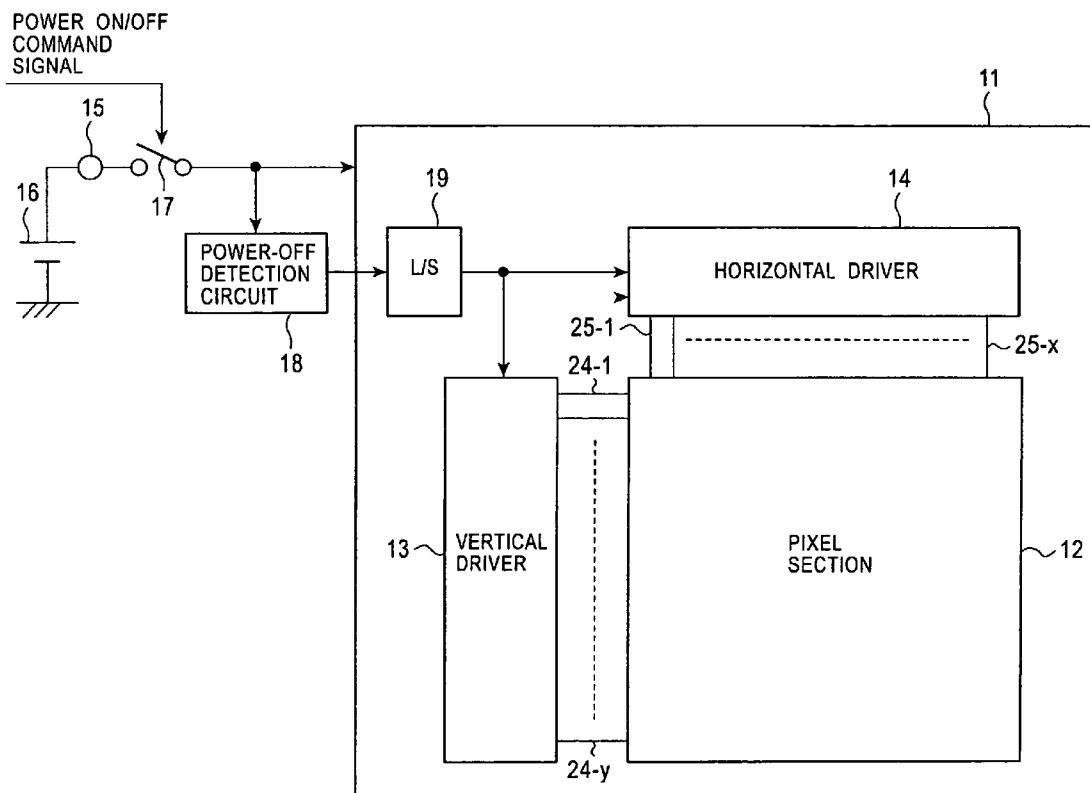 POWER ON/OFF
COMMAND
SIGNAL
15
11
16
17
19
14
L/S
HORIZONTAL DRIVER
POWER-OFF
DETECTION
CIRCUIT
18
25-1
25-x
24-1
13
VERTICAL
DRIVER
PIXEL
SECTION
12
24-y